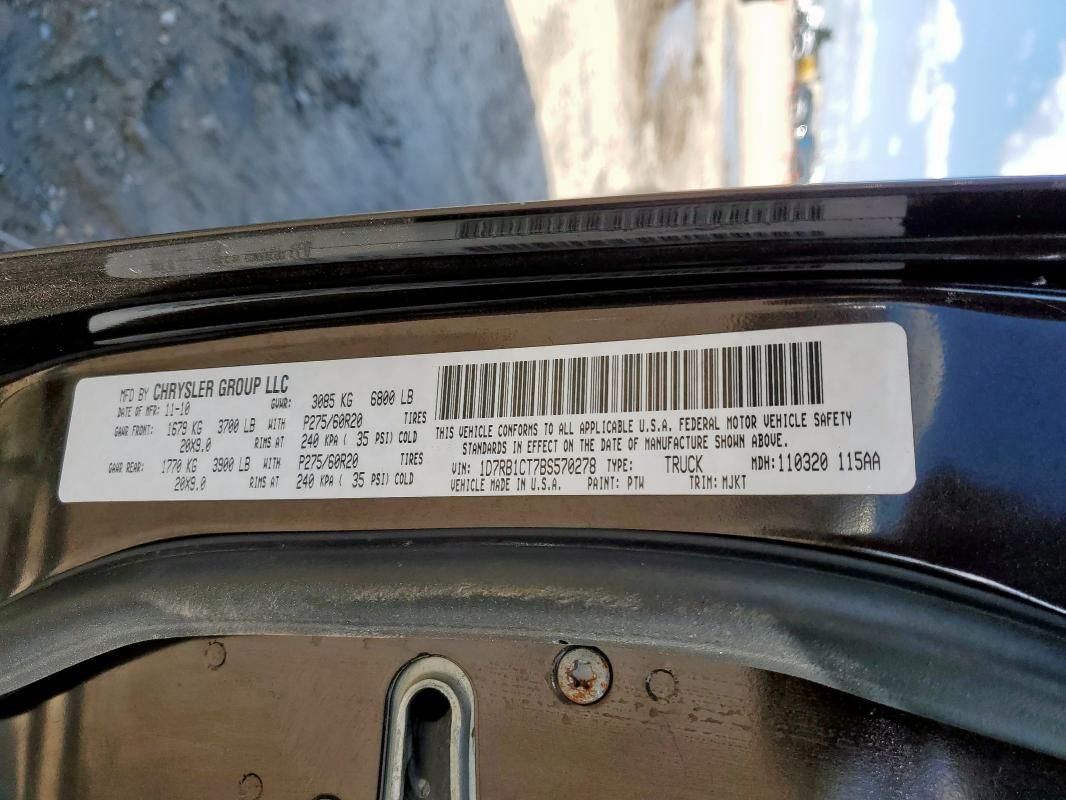 MFD BY CHRYSLER GROUP LLC
DATE OF MFR: 11-10 GVWR: 3085 KG 6800 LB
GAWR FRONT: 1679 KG 3700 LB WITH P275/60R20 TIRES
20X9.0 RIMS AT 240 KPA ( 35 PSI) COLD
GAWR REAR: 1770 KG 3900 LB WITH P275/60R20 TIRES
20X9.0 RIMS AT 240 KPA ( 35 PSI) COLD
THIS VEHICLE CONFORMS TO ALL APPLICABLE U.S.A. FEDERAL MOTOR VEHICLE SAFETY
STANDARDS IN EFFECT ON THE DATE OF MANUFACTURE SHOWN ABOVE.
VIN: 1D7RB1CT7BS570278 TYPE: TRUCK MDH: 110320 115AA
VEHICLE MADE IN U.S.A. PAINT: PTW TRIM: MJKT